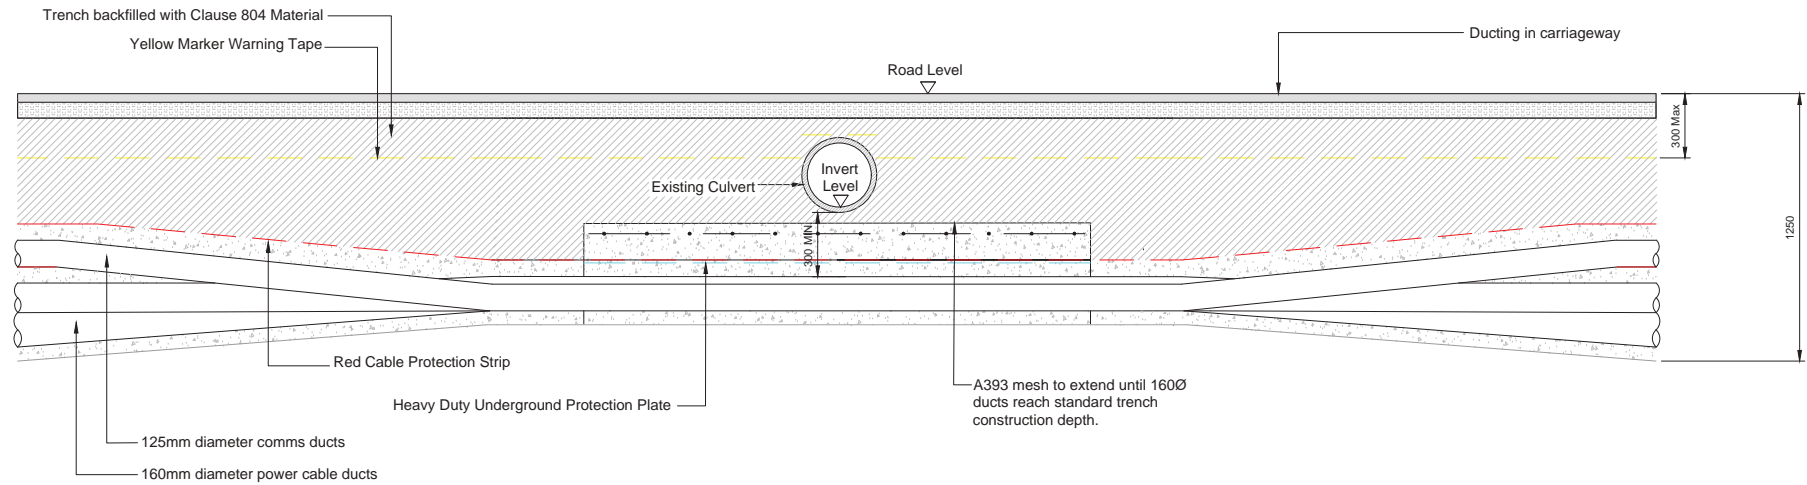 Trench backfilled with Clause 804 Material
Yellow Marker Warning Tape
Ducting in carriageway
Road Level
300 Max
Invert
Level
Existing Culvert
300 MIN
1250
Red Cable Protection Strip
Heavy Duty Underground Protection Plate
A393 mesh to extend until 160Ø
ducts reach standard trench
construction depth.
125mm diameter comms ducts
160mm diameter power cable ducts